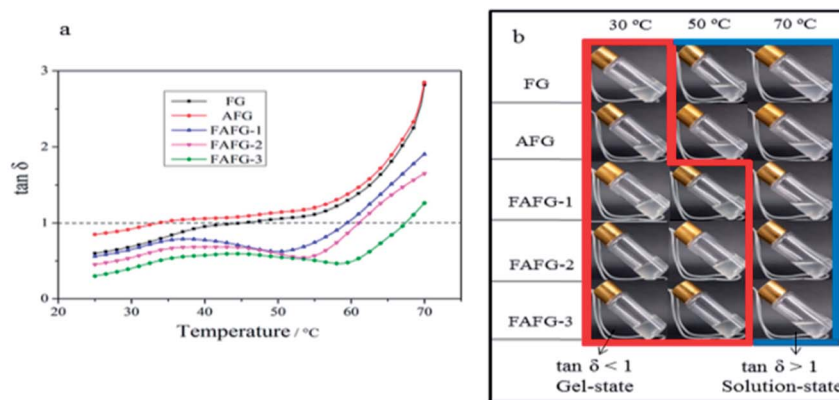 a
3
2
1
0
tan δ
FG
AFG
FAFG-1
FAFG-2
FAFG-3
20 30 40 50 60 70
Temperature / °C
b
30 °C 50 °C 70 °C
FG
AFG
FAFG-1
FAFG-2
FAFG-3
tan δ < 1 tan δ > 1
Gel-state Solution-state